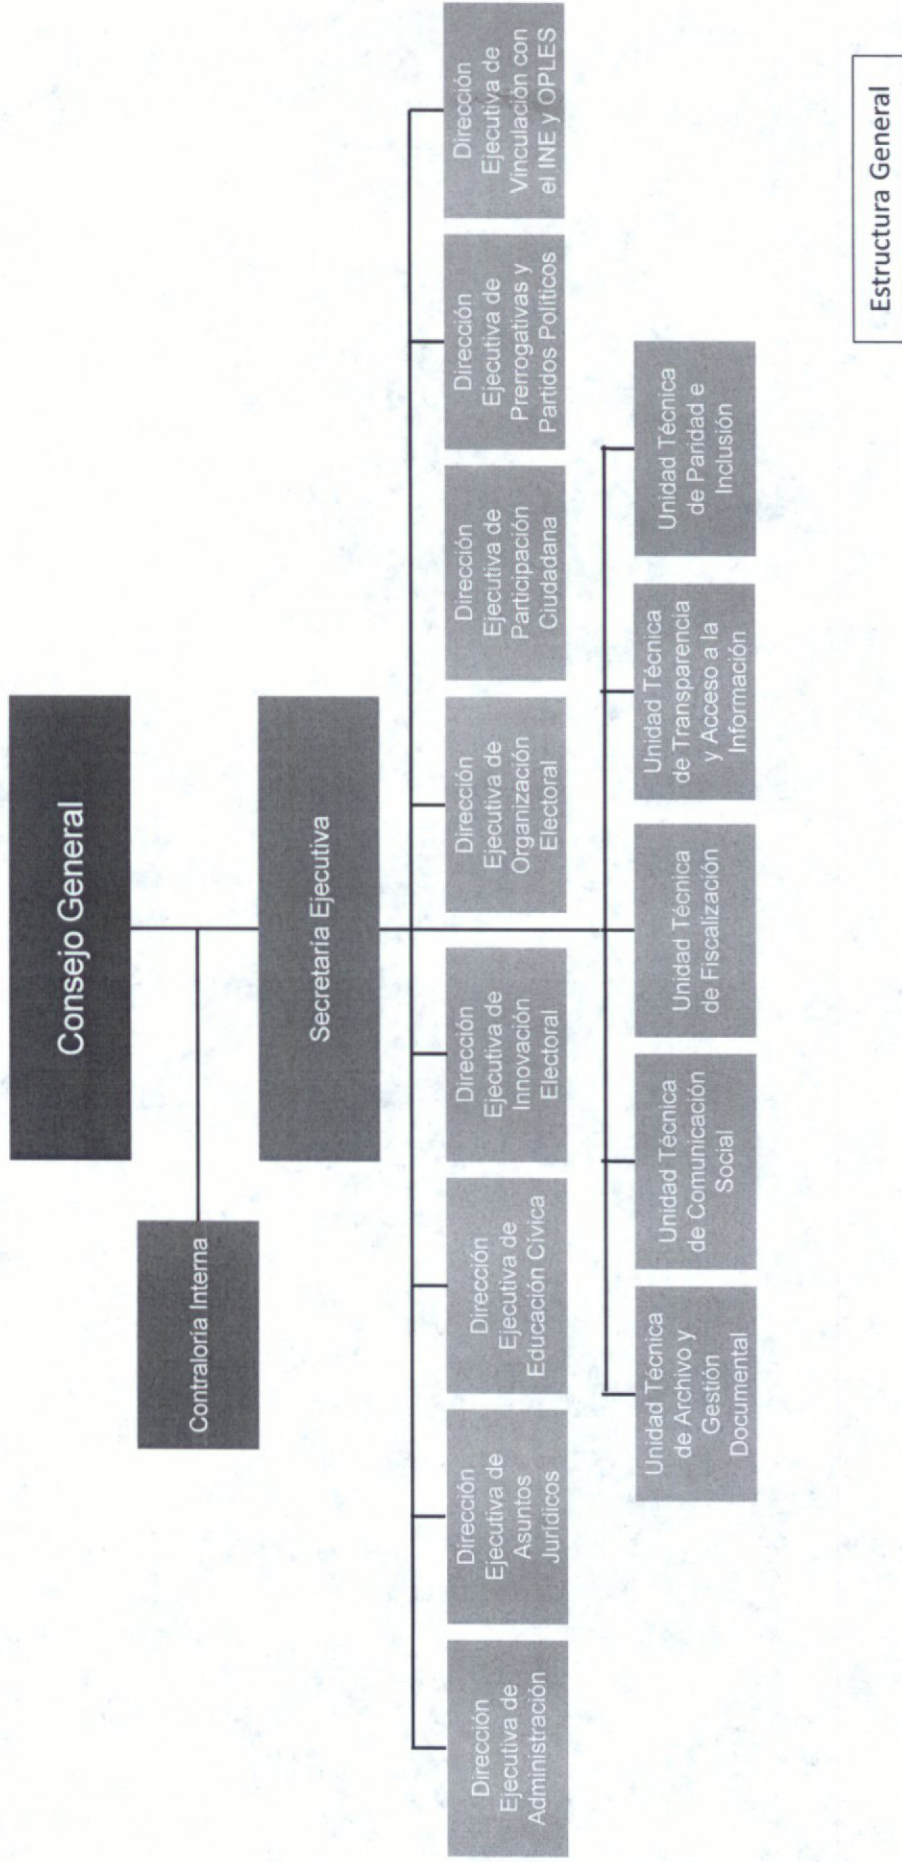 Consejo General
Contraloría Interna
Secretaría Ejecutiva
Dirección
Ejecutiva de
Administración
Dirección
Ejecutiva de
Asuntos
Jurídicos
Dirección
Ejecutiva de
Educación Cívica
Dirección
Ejecutiva de
Innovación
Electoral
Dirección
Ejecutiva de
Organización
Electoral
Dirección
Ejecutiva de
Participación
Ciudadana
Dirección
Ejecutiva de
Prerrogativas y
Partidos Políticos
Dirección
Ejecutiva de
Vinculación con
el INE y OPLES
Unidad Técnica
de Archivo y
Gestión
Documental
Unidad Técnica
de Comunicación
Social
Unidad Técnica
de Fiscalización
Unidad Técnica
de Transparencia
y Acceso a la
Información
Unidad Técnica
de Paridad e
Inclusión
Estructura General